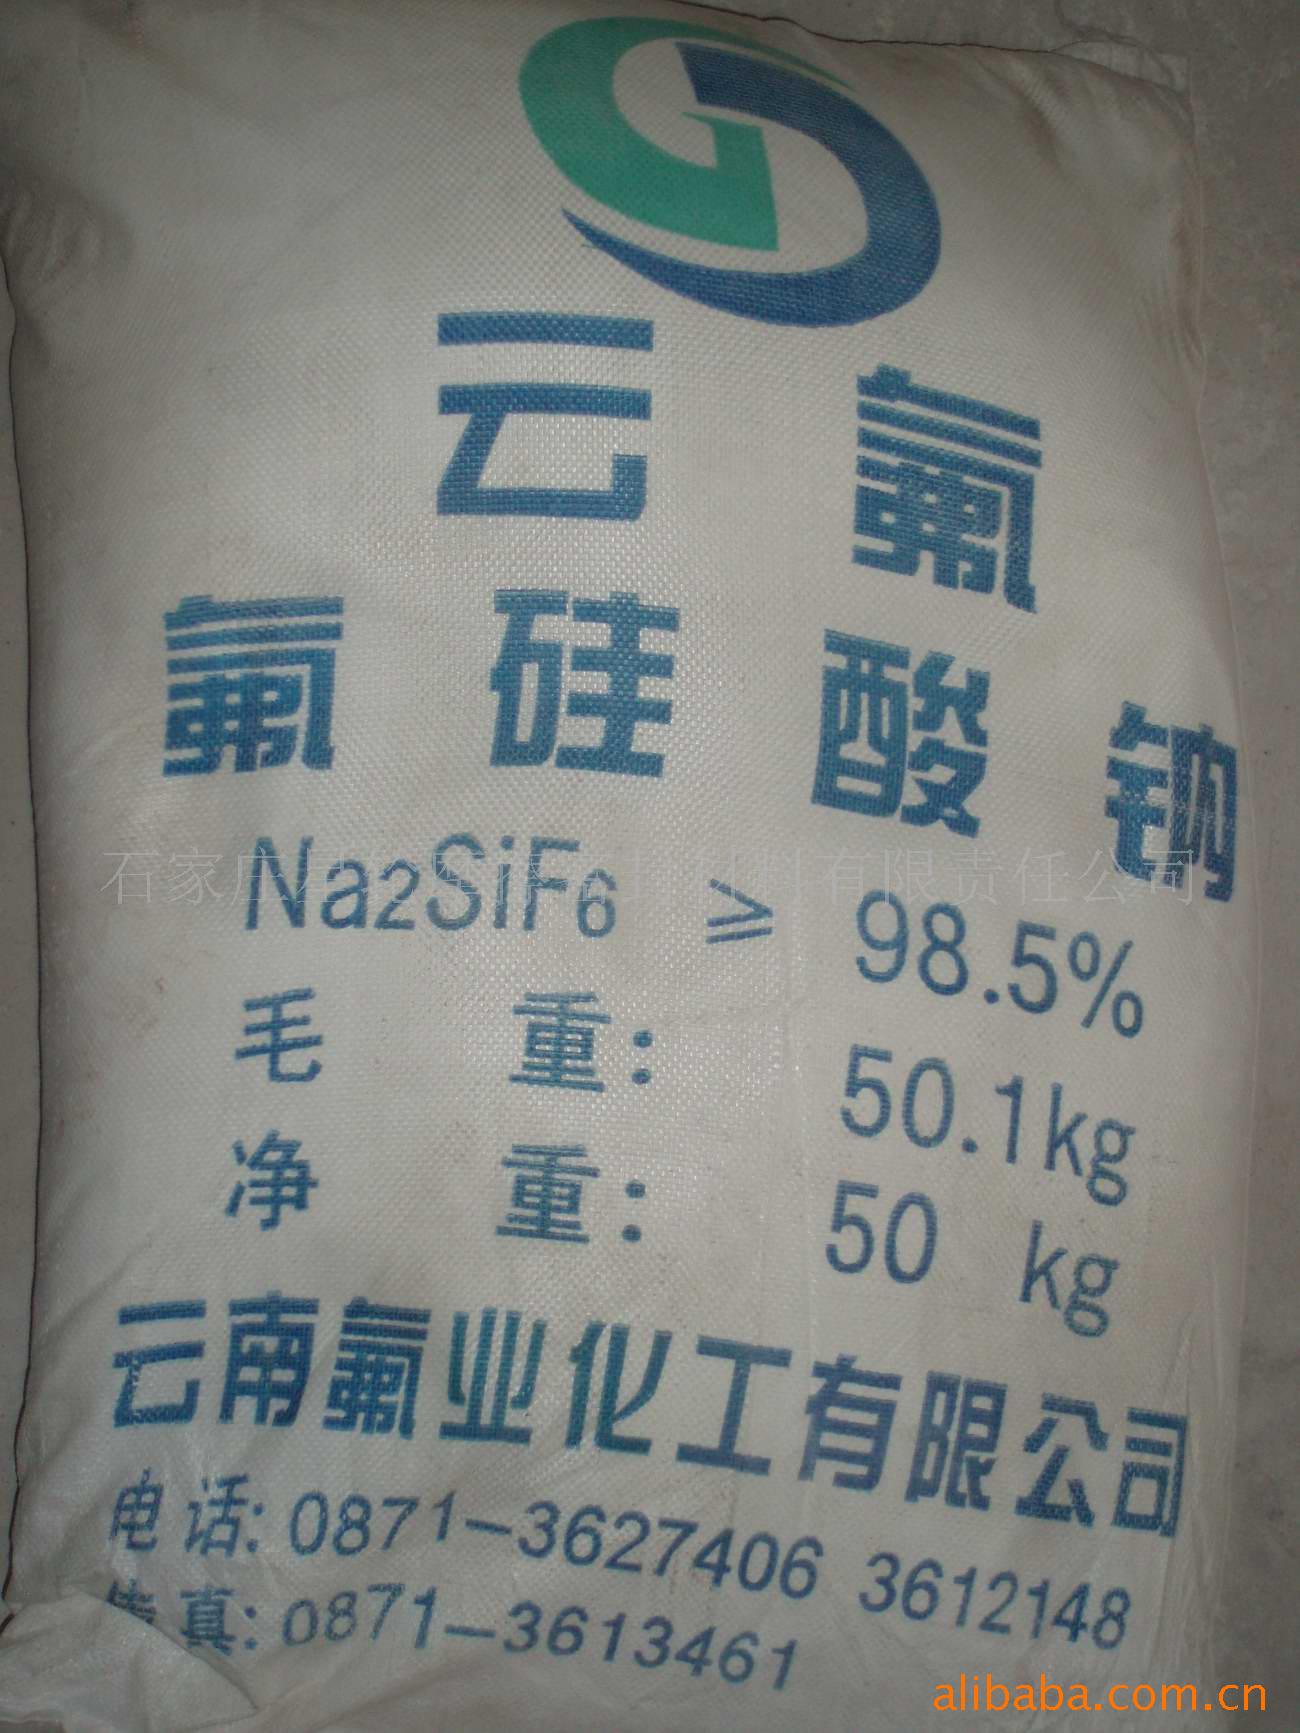 云氟
氟硅酸钠
Na2SiF6 ≥ 98.5%
毛重: 50.1kg
净重: 50 kg
云南氟业化工有限公司
电话: 0871-3627406 3612148
传真: 0871-3613461
alibaba.com.cn